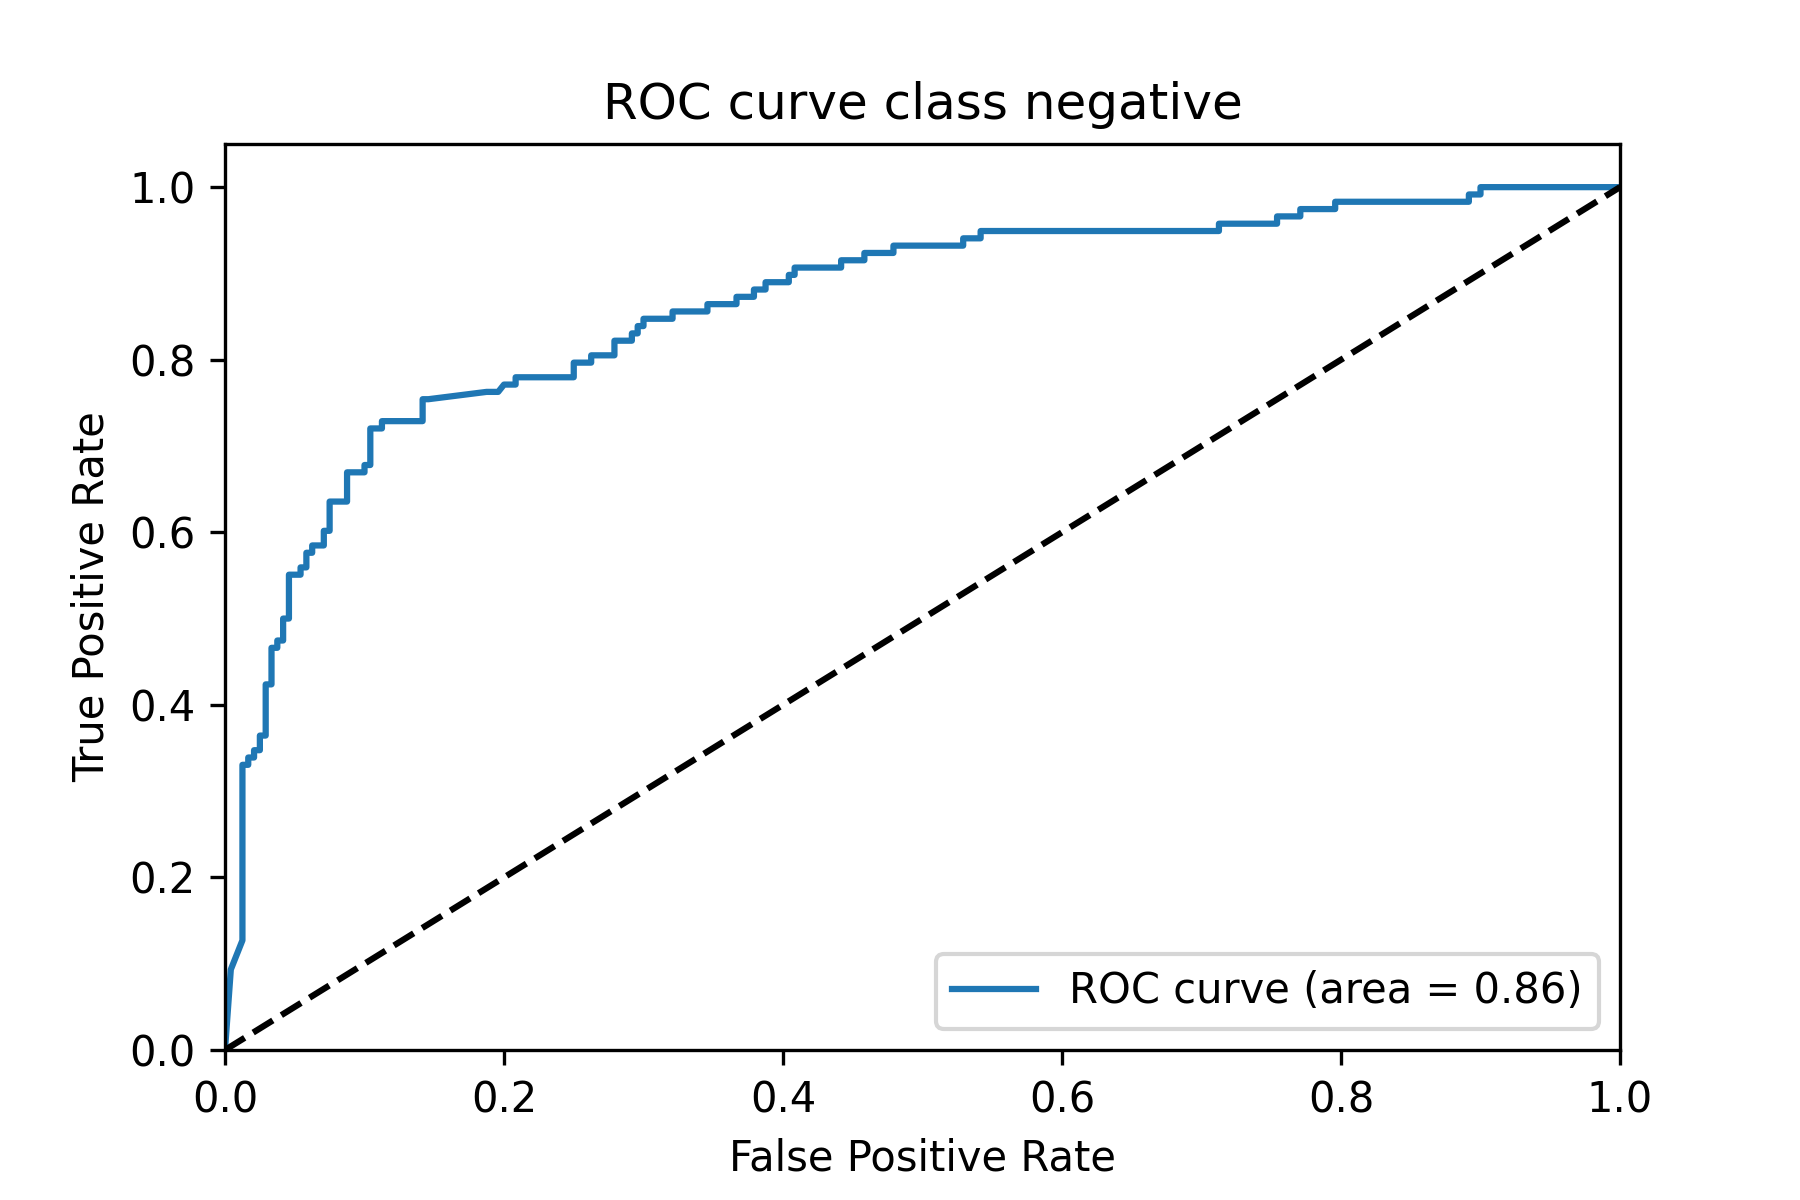 ROC curve class negative
True Positive Rate
1.0
0.8
0.6
0.4
0.2
0.0
ROC curve (area = 0.86)
0.0 0.2 0.4 0.6 0.8 1.0
False Positive Rate